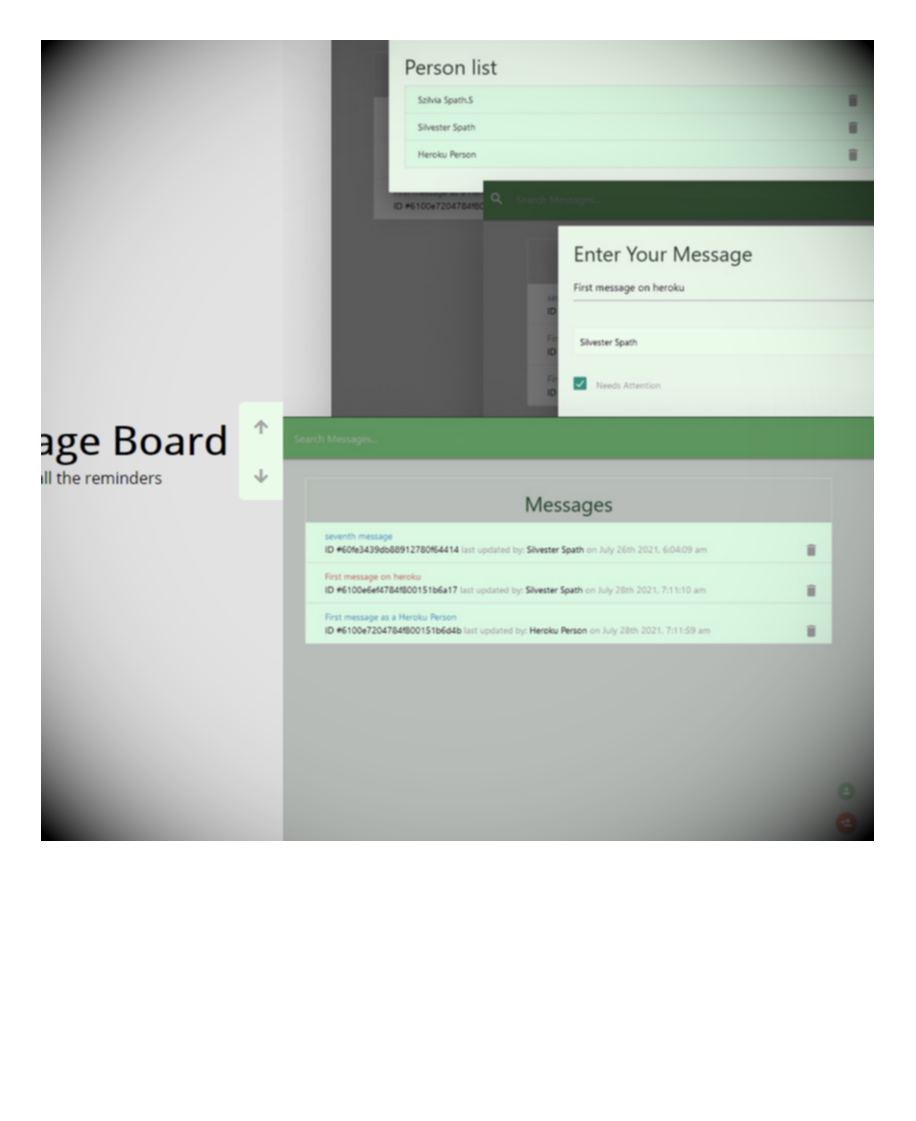 Person list
Szilvia Spath.S
Silvester Spath
Heroku Person
Search Messages...
Enter Your Message
First message on heroku
Silvester Spath
Needs Attention
age Board
all the reminders
Search Messages...
Messages
seventh message
ID #60fe3439db88912780f64414 last updated by: Silvester Spath on July 26th 2021, 6:04:09 am
First message on heroku
ID #6100e6ef4784f800151b6a17 last updated by: Silvester Spath on July 28th 2021, 7:11:10 am
First message as a Heroku Person
ID #6100e7204784f800151b6d4b last updated by: Heroku Person on July 28th 2021, 7:11:59 am